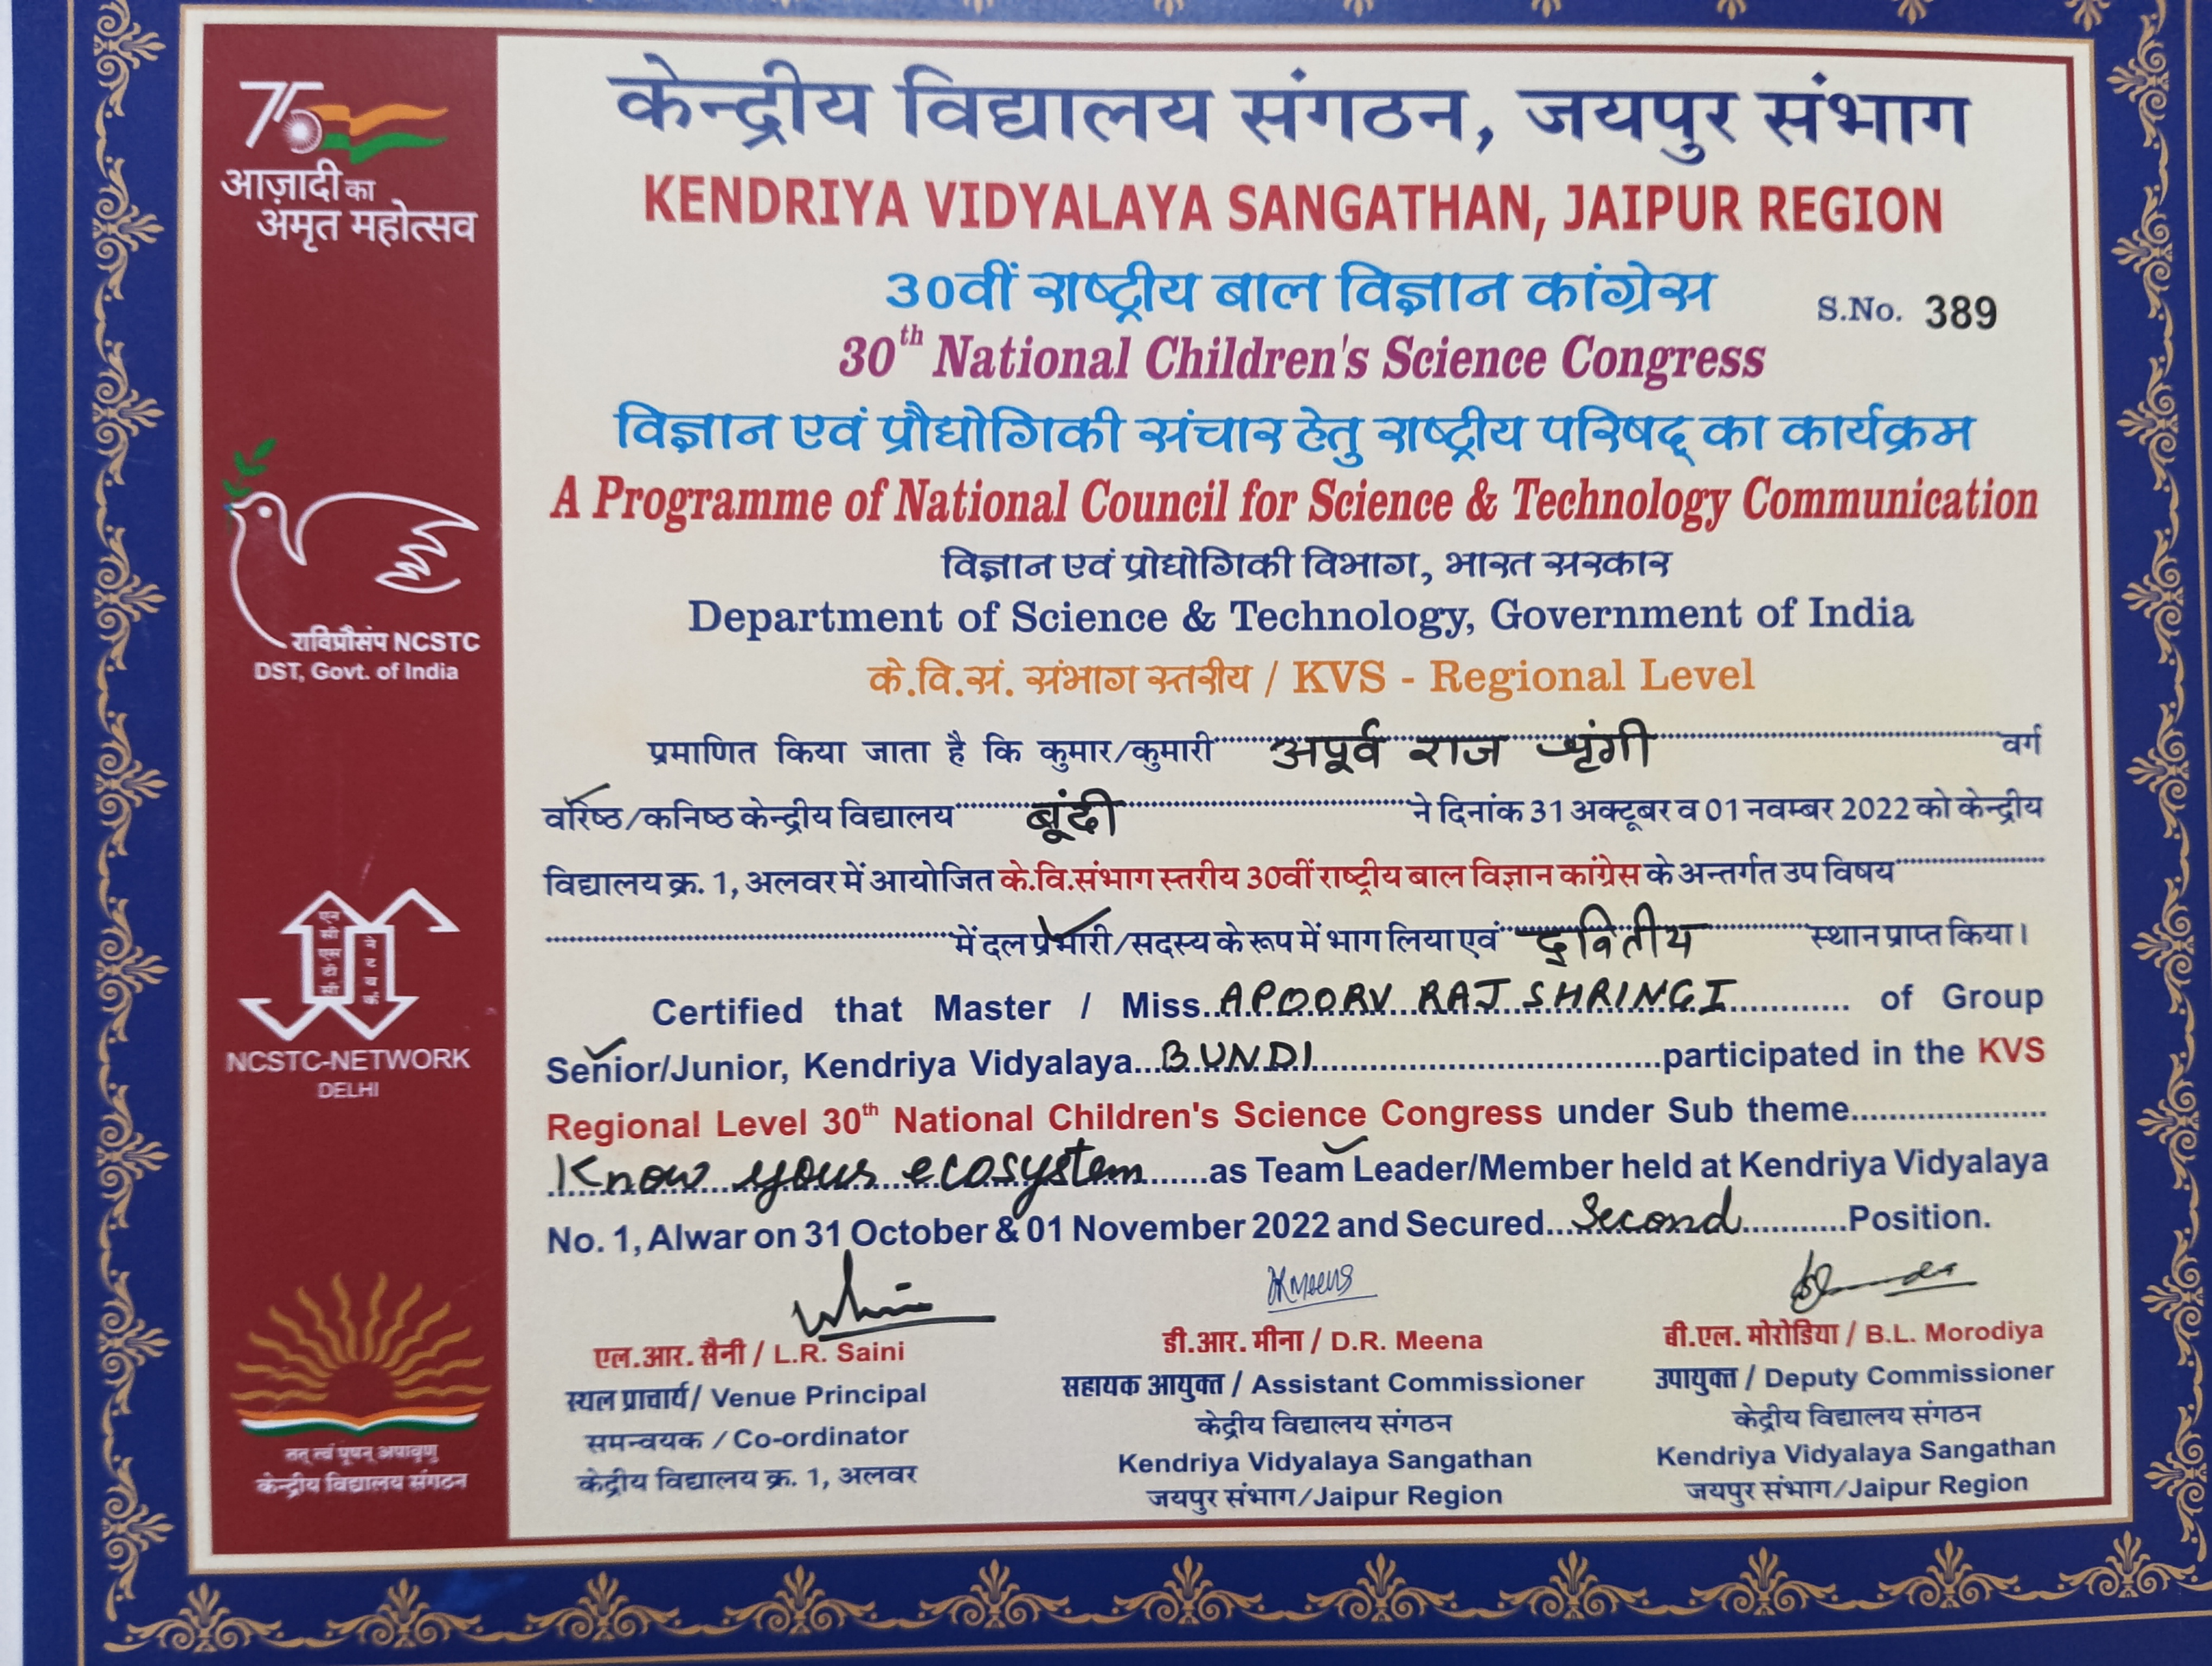 75
आज़ादी का
अमृत महोत्सव
राविप्रौसंप NCSTC
DST, Govt. of India
एन सी एस टी सी
नेटवर्क
NCSTC-NETWORK
DELHI
तत् त्वं पूषन् अपावृणु
केन्द्रीय विद्यालय संगठन
केन्द्रीय विद्यालय संगठन, जयपुर संभाग
KENDRIYA VIDYALAYA SANGATHAN, JAIPUR REGION
30वीं राष्ट्रीय बाल विज्ञान कांग्रेस
S.No. 389
30th National Children's Science Congress
विज्ञान एवं प्रौद्योगिकी संचार हेतु राष्ट्रीय परिषद् का कार्यक्रम
A Programme of National Council for Science & Technology Communication
विज्ञान एवं प्रोद्योगिकी विभाग, भारत सरकार
Department of Science & Technology, Government of India
के.वि.सं. संभाग स्तरीय / KVS - Regional Level
प्रमाणित किया जाता है कि कुमार/कुमारी अपूर्व राज श्रृंगी वर्ग
वरिष्ठ/कनिष्ठ केन्द्रीय विद्यालय बूंदी ने दिनांक 31 अक्टूबर व 01 नवम्बर 2022 को केन्द्रीय
विद्यालय क्र. 1, अलवर में आयोजित के.वि.संभाग स्तरीय 30वीं राष्ट्रीय बाल विज्ञान कांग्रेस के अन्तर्गत उप विषय
में दल प्रभारी/सदस्य के रूप में भाग लिया एवं द्वितीय स्थान प्राप्त किया।
Certified that Master / Miss APOORV RAJ SHRINGI of Group
Senior/Junior, Kendriya Vidyalaya BUNDI participated in the KVS
Regional Level 30th National Children's Science Congress under Sub theme
Know your ecosystem as Team Leader/Member held at Kendriya Vidyalaya
No. 1, Alwar on 31 October & 01 November 2022 and Secured Second Position.
एल.आर. सैनी / L.R. Saini
स्थल प्राचार्य/ Venue Principal
समन्वयक / Co-ordinator
केद्रीय विद्यालय क्र. 1, अलवर
DRMeena
डी.आर. मीना / D.R. Meena
सहायक आयुक्त / Assistant Commissioner
केद्रीय विद्यालय संगठन
Kendriya Vidyalaya Sangathan
जयपुर संभाग/Jaipur Region
बी.एल. मोरोडिया / B.L. Morodiya
उपायुक्त / Deputy Commissioner
केद्रीय विद्यालय संगठन
Kendriya Vidyalaya Sangathan
जयपुर संभाग/Jaipur Region